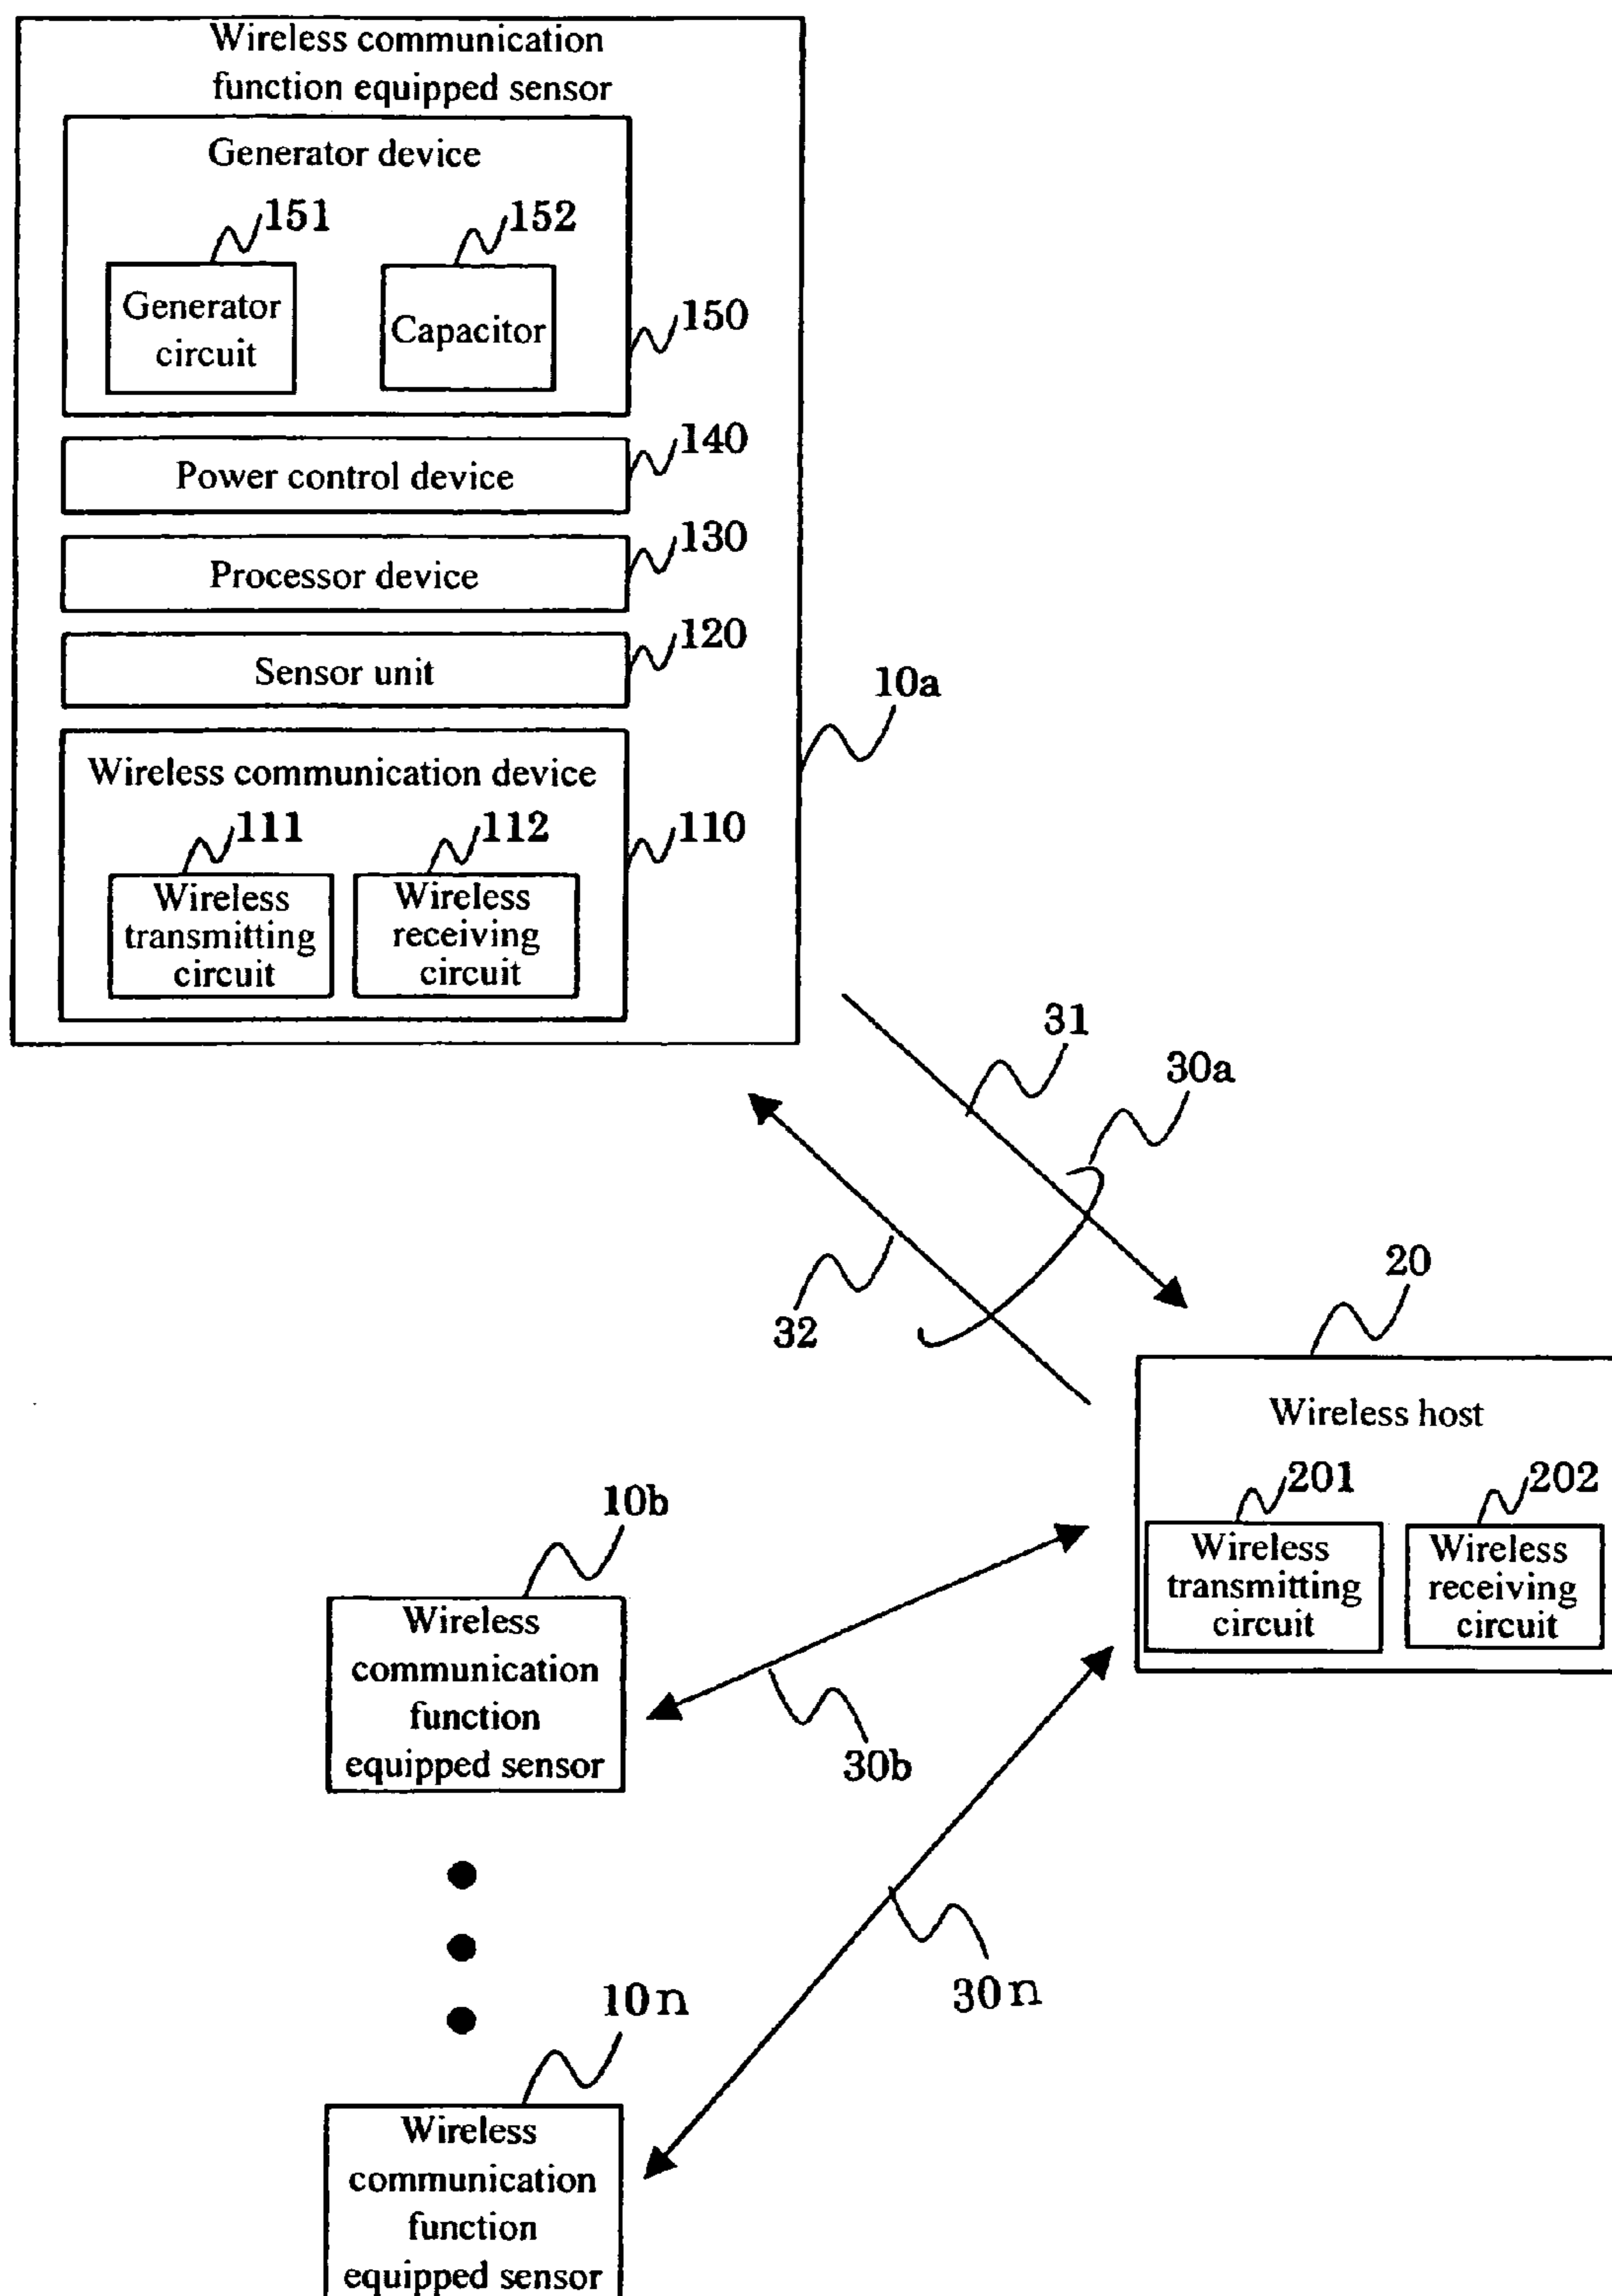 Wireless communication
function equipped sensor
Generator device
151
152
Generator
circuit
Capacitor
150
140
Power control device
130
Processor device
120
Sensor unit
10a
Wireless communication device
111
112
110
Wireless
transmitting
circuit
Wireless
receiving
circuit
31
30a
32
20
Wireless host
201
202
Wireless
transmitting
circuit
Wireless
receiving
circuit
10b
Wireless
communication
function
equipped sensor
30b
30n
10n
Wireless
communication
function
equipped sensor